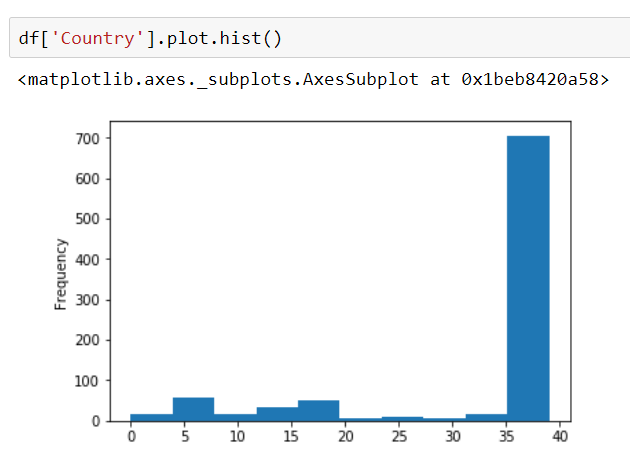 df['Country'].plot.hist()
<matplotlib.axes._subplots.AxesSubplot at 0x1beb8420a58>
700
600
500
400
300
200
100
0
Frequency
0 5 10 15 20 25 30 35 40